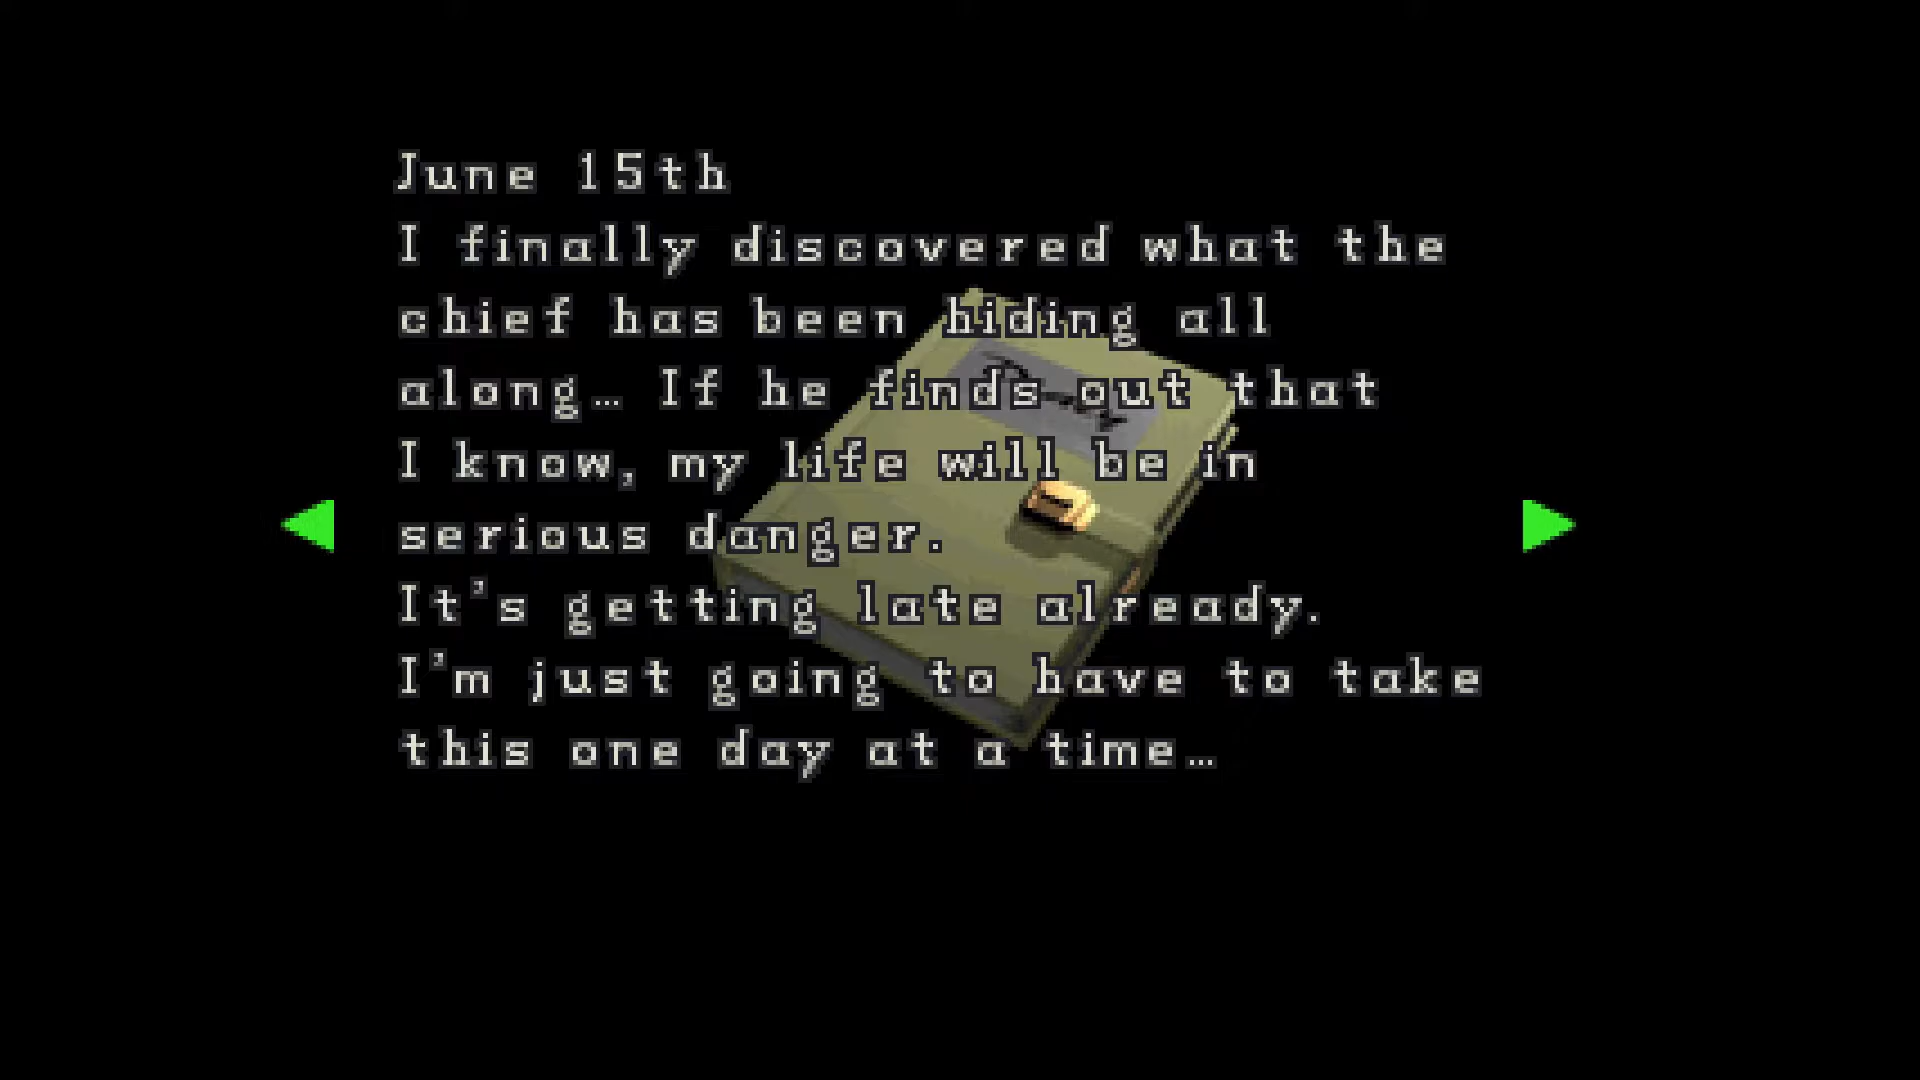 June 15th
I finally discovered what the
chief has been hiding all
along… If he finds out that
I know, my life will be in
serious danger.
It's getting late already.
I'm just going to have to take
this one day at a time…
Diary